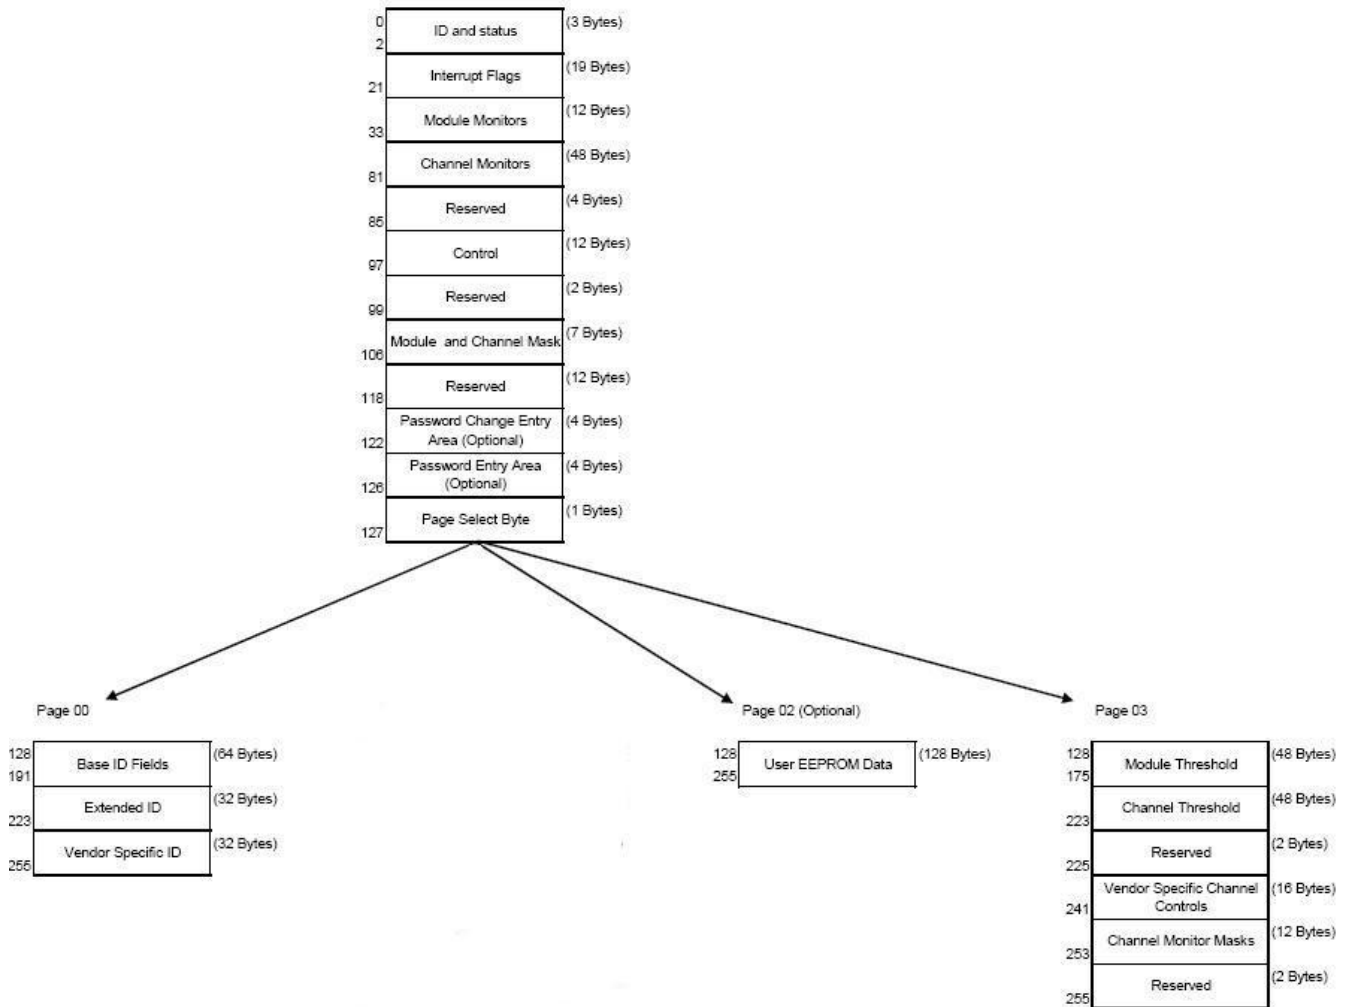 0
ID and status
(3 Bytes)
2
Interrupt Flags
(19 Bytes)
21
Module Monitors
(12 Bytes)
33
Channel Monitors
(48 Bytes)
81
Reserved
(4 Bytes)
85
Control
(12 Bytes)
97
Reserved
(2 Bytes)
99
Module and Channel Mask
(7 Bytes)
106
Reserved
(12 Bytes)
118
Password Change Entry
Area (Optional)
(4 Bytes)
122
Password Entry Area
(Optional)
(4 Bytes)
126
Page Select Byte
(1 Bytes)
127
Page 00
128
Base ID Fields
(64 Bytes)
191
Extended ID
(32 Bytes)
223
Vendor Specific ID
(32 Bytes)
255
Page 02 (Optional)
128
User EEPROM Data
(128 Bytes)
255
Page 03
128
Module Threshold
(48 Bytes)
175
Channel Threshold
(48 Bytes)
223
Reserved
(2 Bytes)
225
Vendor Specific Channel
Controls
(16 Bytes)
241
Channel Monitor Masks
(12 Bytes)
253
Reserved
(2 Bytes)
255